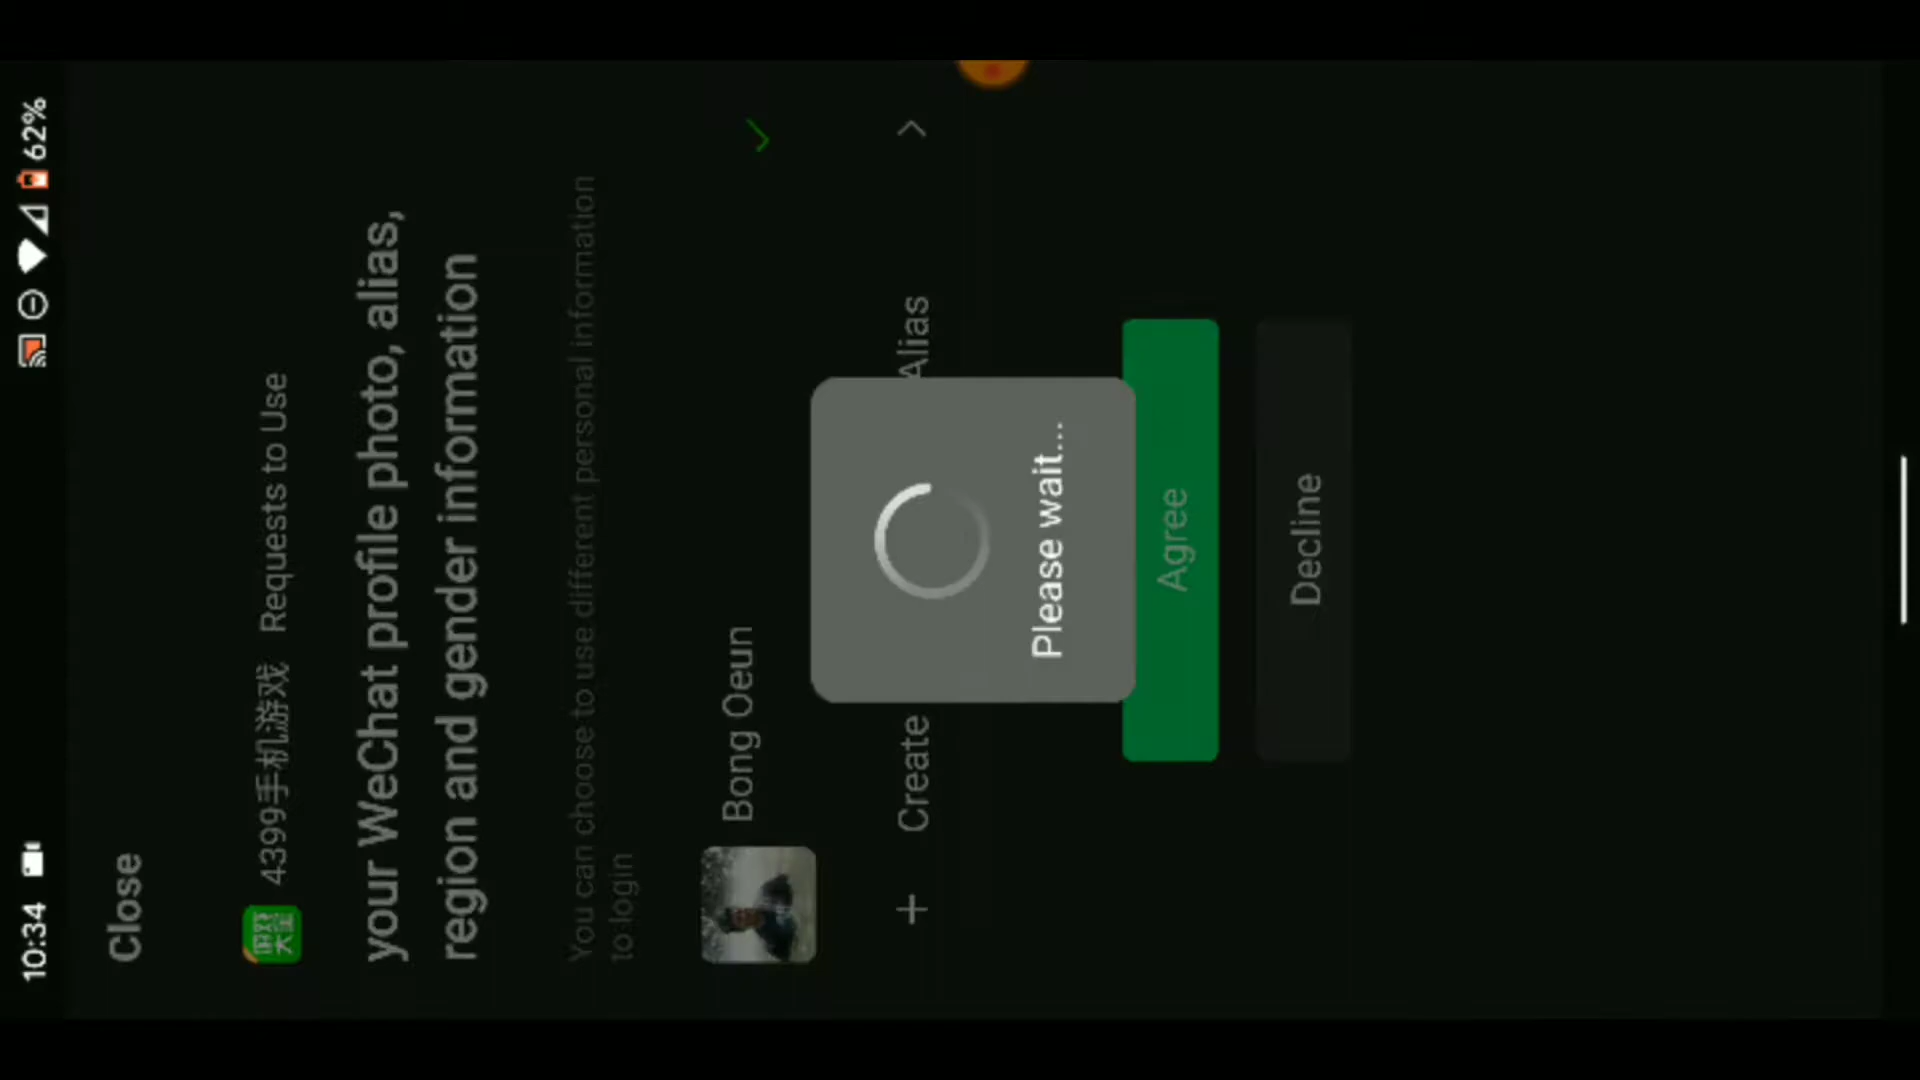 10:34
62%
Close
4399手机游戏 Requests to Use
your WeChat profile photo, alias,
region and gender information
You can choose to use different personal information
to login
Bong Oeun
Create
Alias
Please wait...
Agree
Decline